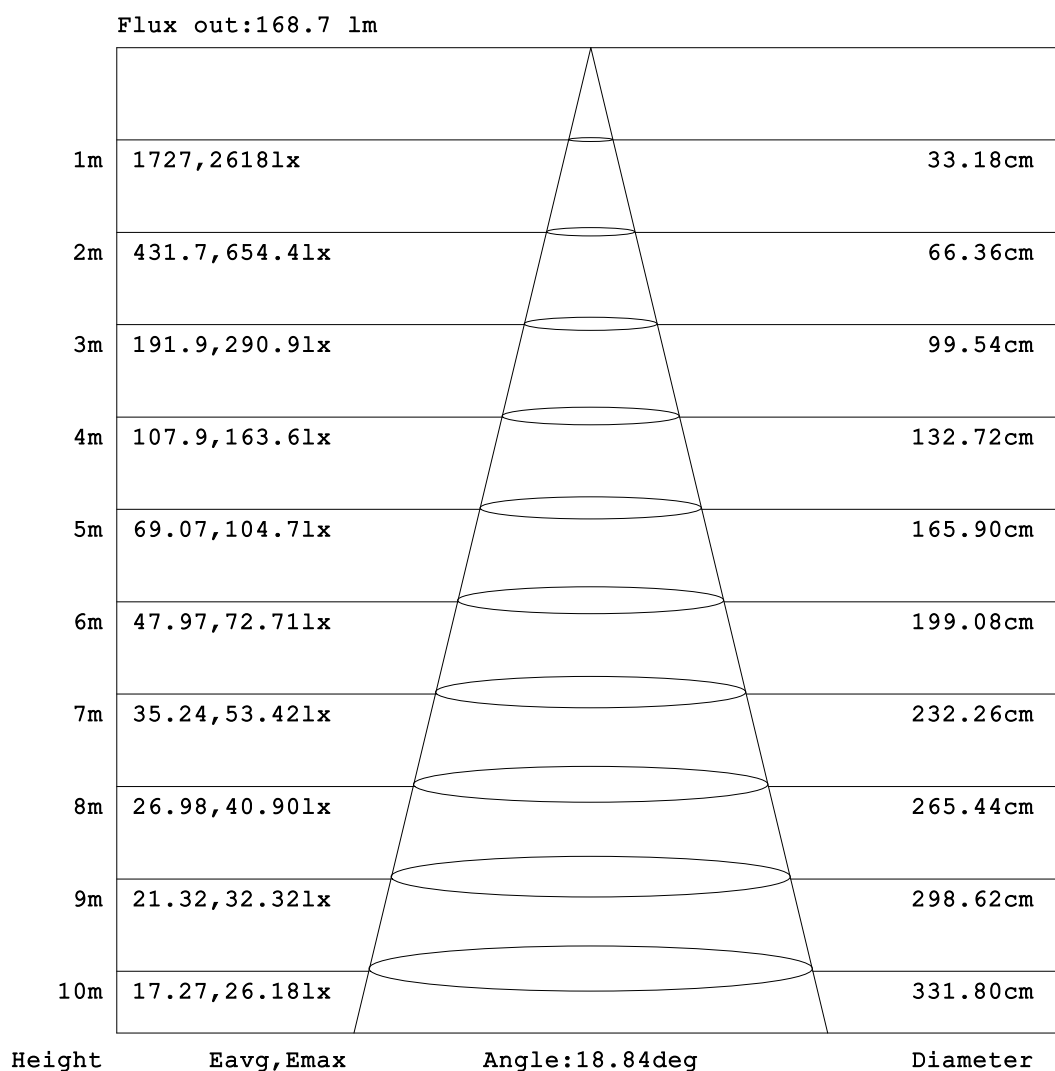 Flux out:168.7 lm
1m 1727,2618lx 33.18cm
2m 431.7,654.4lx 66.36cm
3m 191.9,290.9lx 99.54cm
4m 107.9,163.6lx 132.72cm
5m 69.07,104.7lx 165.90cm
6m 47.97,72.71lx 199.08cm
7m 35.24,53.42lx 232.26cm
8m 26.98,40.90lx 265.44cm
9m 21.32,32.32lx 298.62cm
10m 17.27,26.18lx 331.80cm
Height Eavg,Emax Angle:18.84deg Diameter